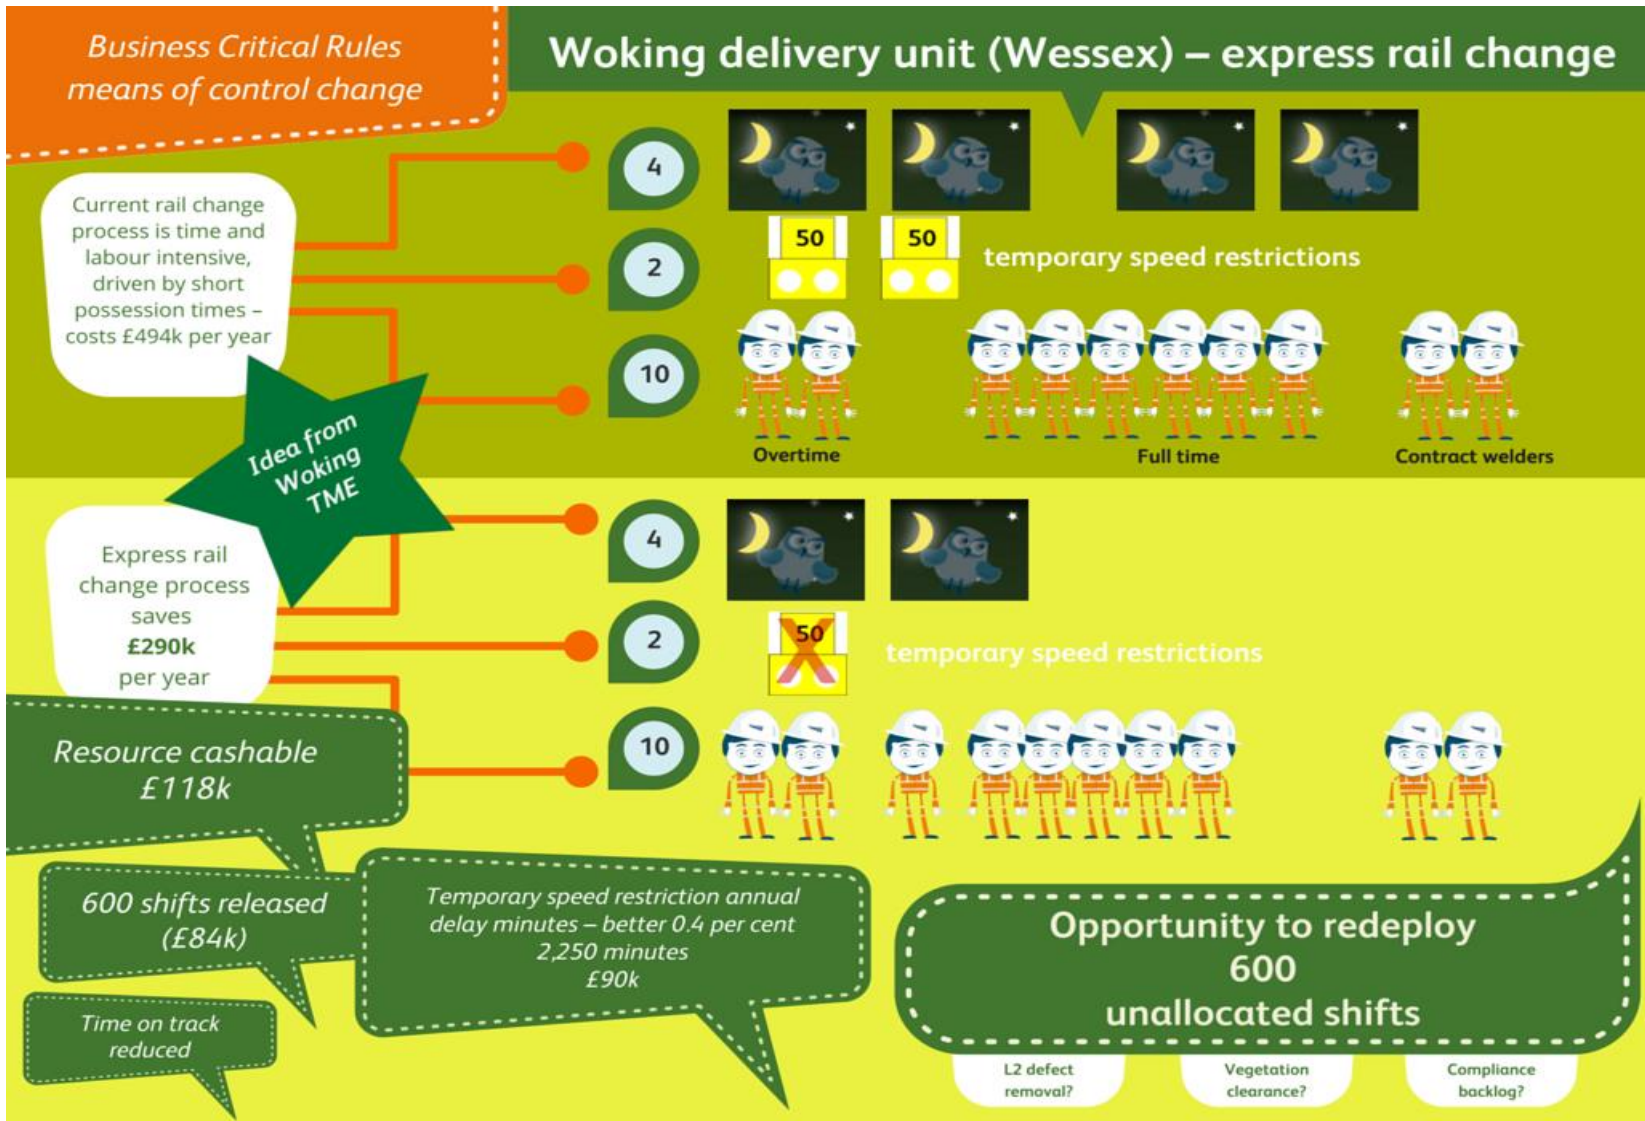 Business Critical Rules
means of control change
Woking delivery unit (Wessex) – express rail change
Current rail change
process is time and
labour intensive,
driven by short
possession times –
costs £494k per year
4
2
50
50
temporary speed restrictions
10
Overtime
Full time
Contract welders
Idea from
Woking
TME
Express rail
change process
saves
£290k
per year
4
2
50
temporary speed restrictions
10
Resource cashable
£118k
600 shifts released
(£84k)
Temporary speed restriction annual
delay minutes – better 0.4 per cent
2,250 minutes
£90k
Time on track
reduced
Opportunity to redeploy
600
unallocated shifts
L2 defect
removal?
Vegetation
clearance?
Compliance
backlog?